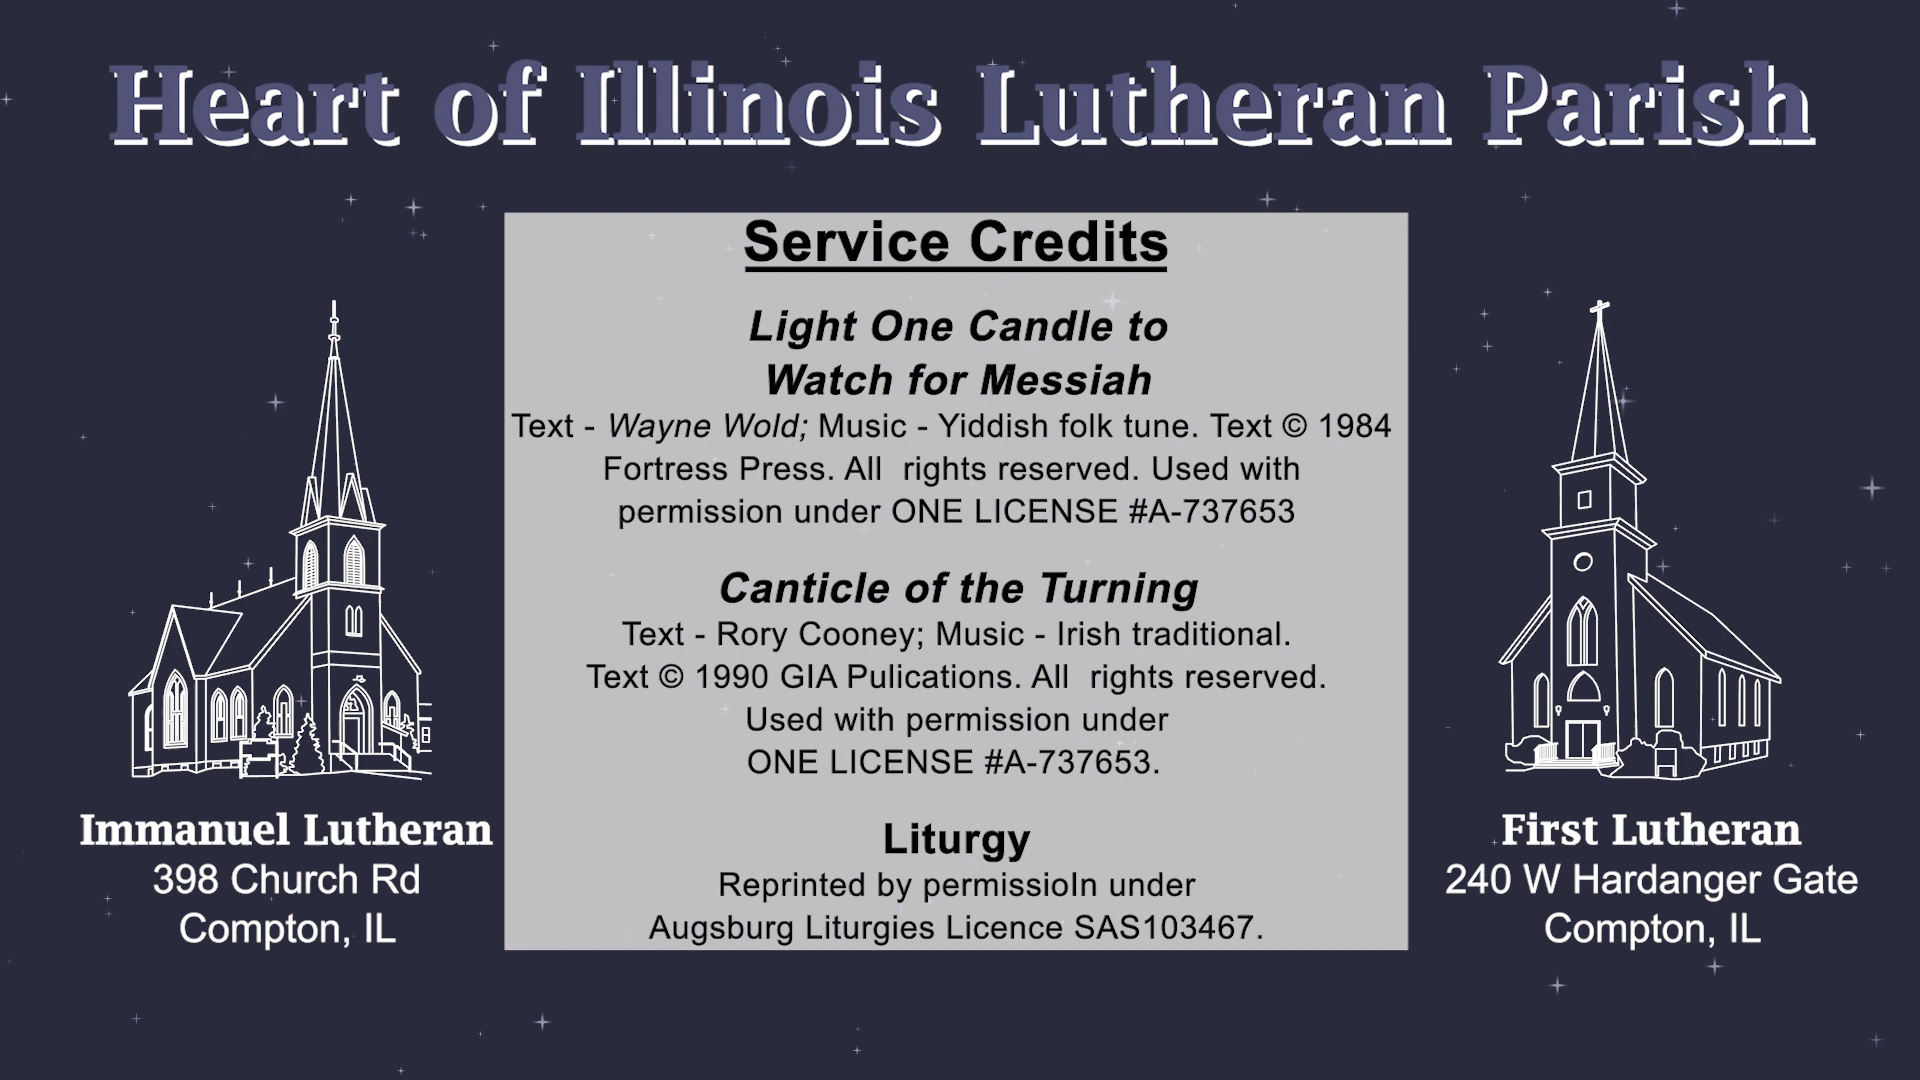 Heart of Illinois Lutheran Parish
Service Credits
Light One Candle to
Watch for Messiah
Text - Wayne Wold; Music - Yiddish folk tune. Text © 1984
Fortress Press. All  rights reserved. Used with
permission under ONE LICENSE #A-737653
Canticle of the Turning
Text - Rory Cooney; Music - Irish traditional.
Text © 1990 GIA Pulications. All  rights reserved.
Used with permission under
ONE LICENSE #A-737653.
Liturgy
Reprinted by permissioIn under
Augsburg Liturgies Licence SAS103467.
Immanuel Lutheran
398 Church Rd
Compton, IL
First Lutheran
240 W Hardanger Gate
Compton, IL